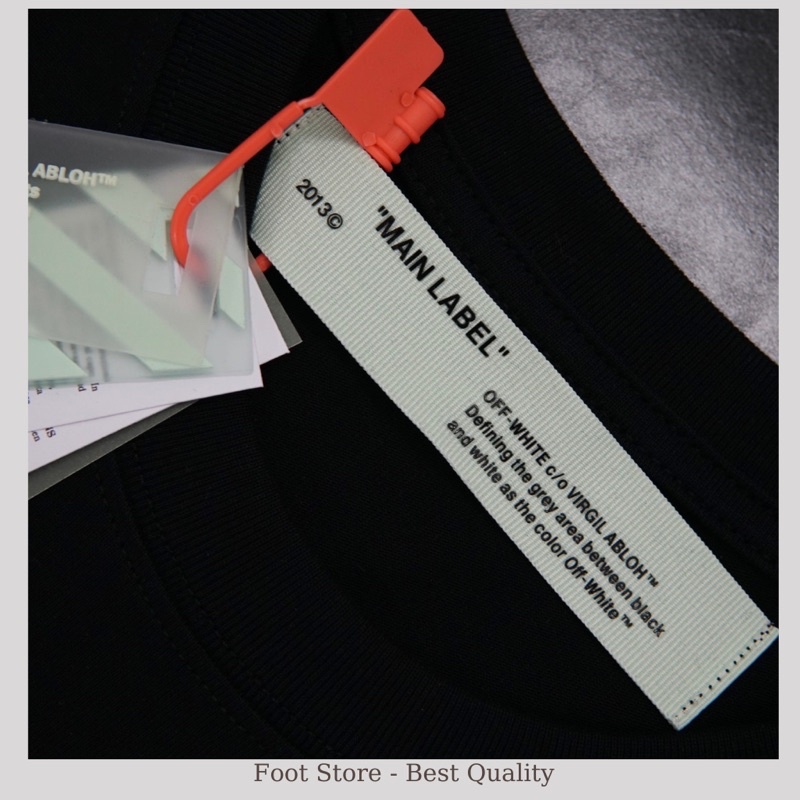 ABLOH™
2013©
"MAIN LABEL"
OFF-WHITE c/o VIRGIL ABLOH™
Defining the grey area between black
and white as the color Off-White™
In
Foot Store - Best Quality